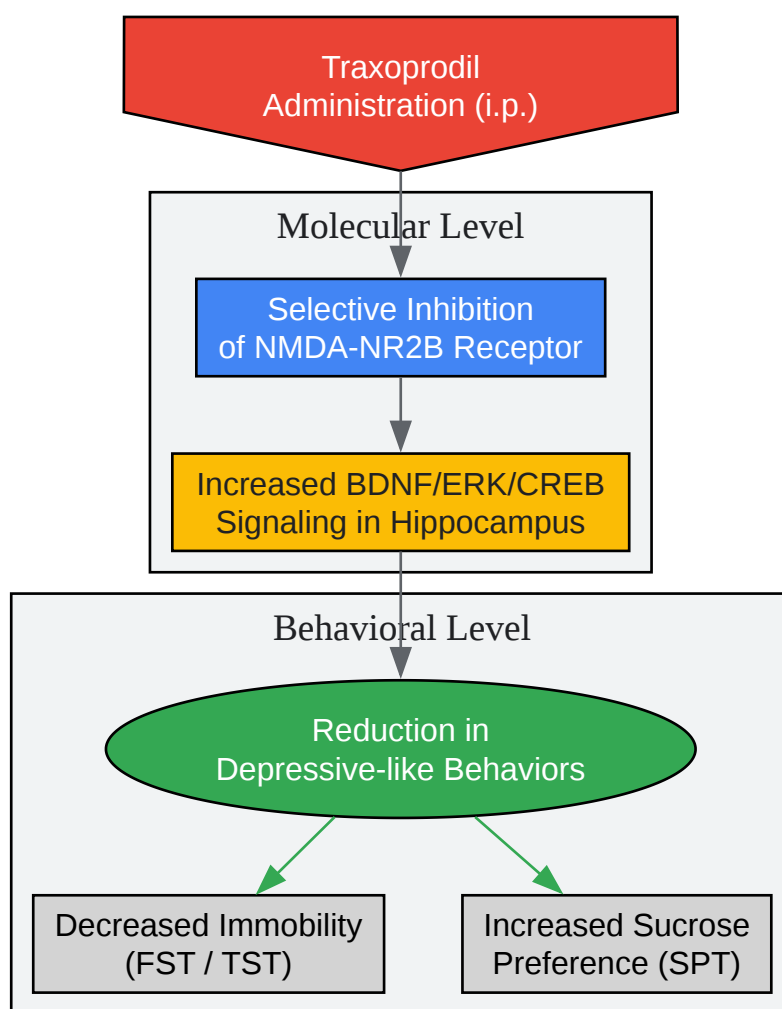 Traxoprodil
Administration (i.p.)
Molecular Level
Selective Inhibition
of NMDA-NR2B Receptor
Increased BDNF/ERK/CREB
Signaling in Hippocampus
Behavioral Level
Reduction in
Depressive-like Behaviors
Decreased Immobility
(FST / TST)
Increased Sucrose
Preference (SPT)